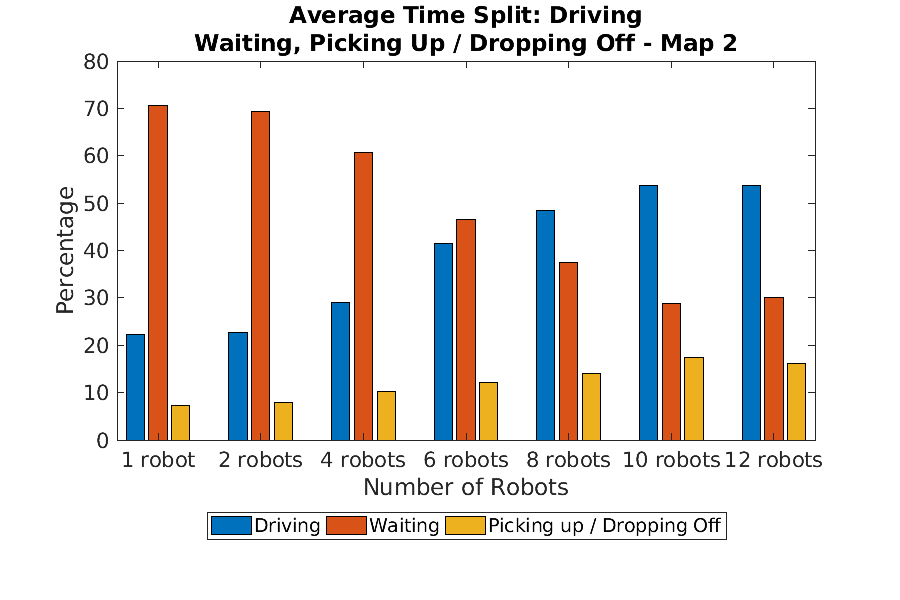 Average Time Split: Driving
Waiting, Picking Up / Dropping Off - Map 2
80
70
60
50
40
30
20
10
0
Percentage
1 robot 2 robots 4 robots 6 robots 8 robots 10 robots 12 robots
Number of Robots
Driving Waiting Picking up / Dropping Off